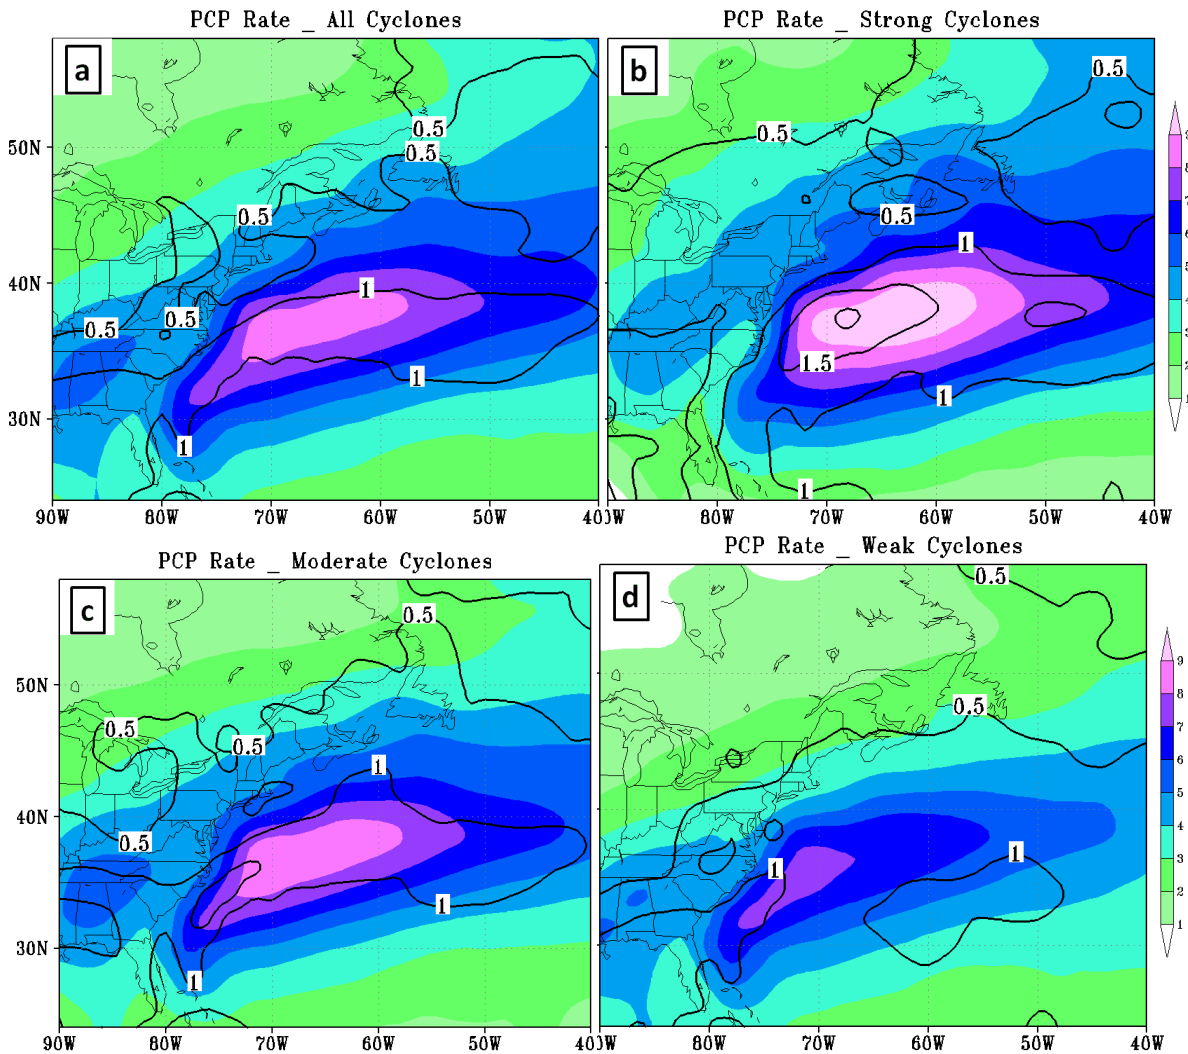 PCP Rate _ All Cyclones
PCP Rate _ Strong Cyclones
a
b
0.5
0.5
0.5
0.5
0.5
1
1
1
50N
40N
30N
90W
80W
70W
60W
50W
0.5
0.5
0.5
1
1.5
1
1
80W
70W
60W
50W
40W
PCP Rate _ Moderate Cyclones
PCP Rate _ Weak Cyclones
c
d
0.5
0.5
0.5
0.5
1
1
1
50N
40N
30N
90W
80W
70W
60W
50W
0.5
0.5
1
1
80W
70W
60W
50W
40W
9
8
7
6
5
4
3
2
1